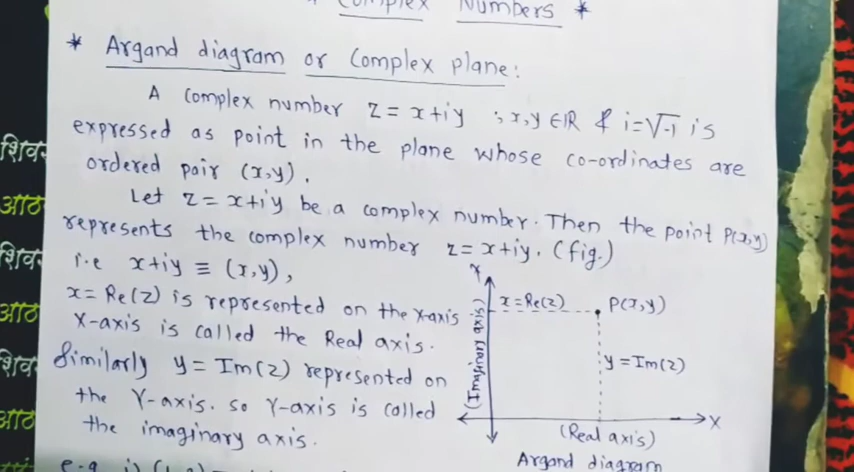 * Complex Numbers *
* Argand diagram or Complex plane :
A Complex number z = x+iy ; x,y ∈ IR & i=√-1 is
expressed as point in the plane whose co-ordinates are
ordered pair (x,y).
Let z = x+iy be a complex number. Then the point P(x,y)
represents the complex number z = x+iy. (fig.)
i.e x+iy ≡ (x,y),
x = Re(z) is represented on the X-axis
X-axis is called the Real axis.
Similarly y = Im(z) represented on
the Y-axis. so Y-axis is called
the imaginary axis.
Y
x = Re(z)
P(x,y)
(Imaginary axis)
y = Im(z)
X
(Real axis)
Argand diagram
e.g. i)
शिव
आठ
शिव
आठ
शिव
आठ